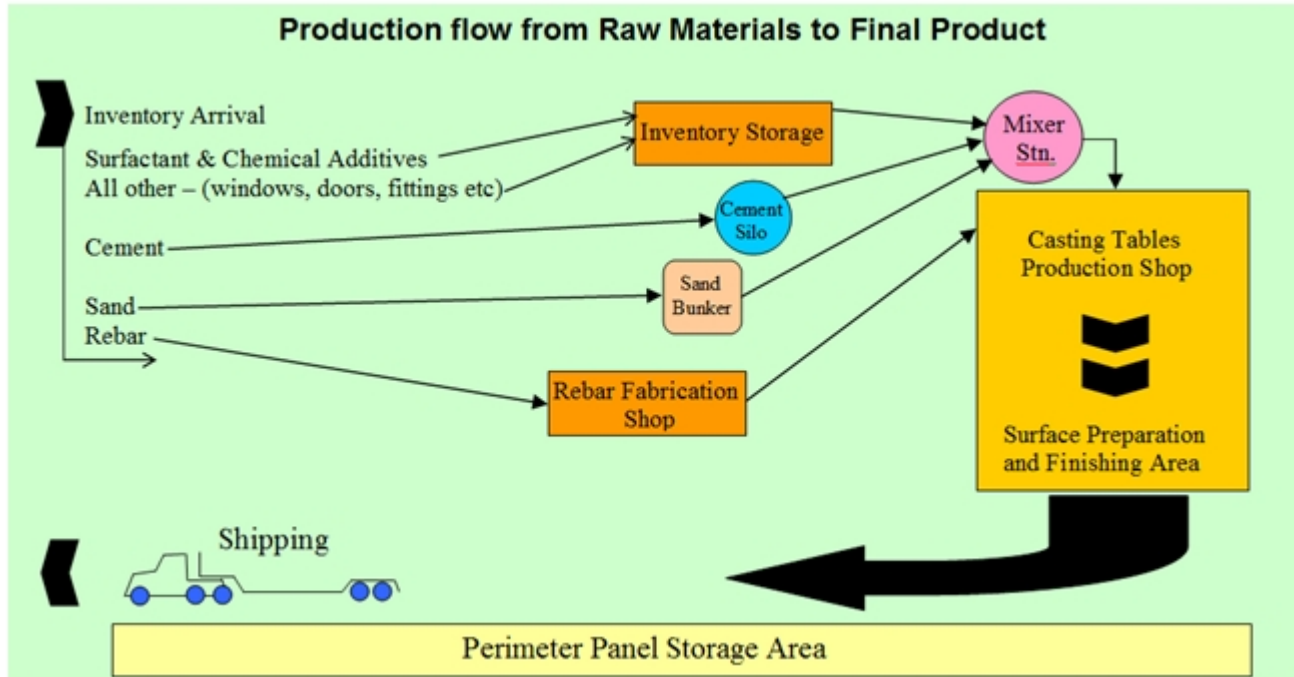 Production flow from Raw Materials to Final Product
Inventory Arrival
Surfactant & Chemical Additives
All other – (windows, doors, fittings etc)
Cement
Sand
Rebar
Inventory Storage
Cement
Silo
Sand
Bunker
Rebar Fabrication
Shop
Mixer
Stn.
Casting Tables
Production Shop
Surface Preparation
and Finishing Area
Shipping
Perimeter Panel Storage Area